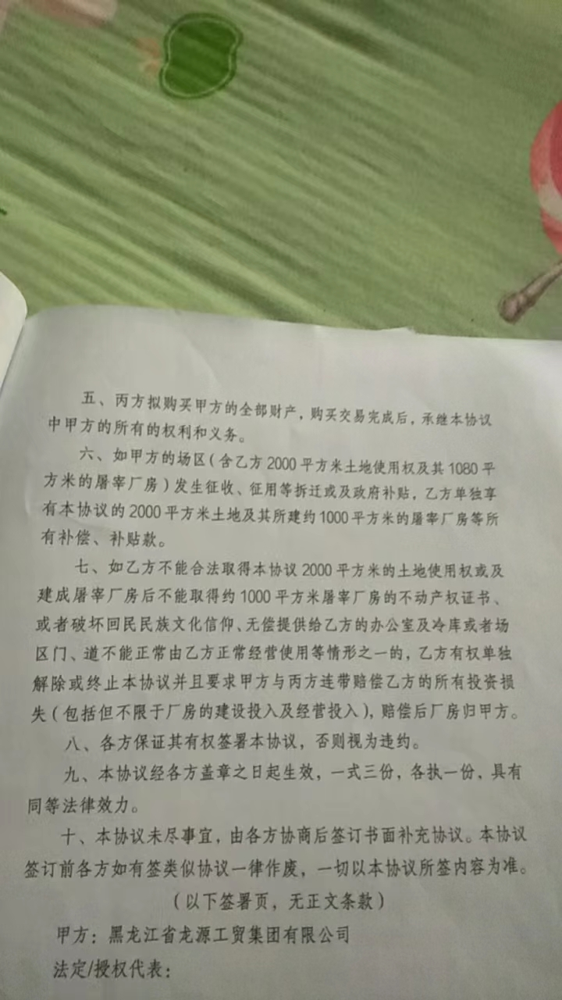 五、丙方拟购买甲方的全部财产，购买交易完成后，承继本协议
中甲方的所有的权利和义务。
六、如甲方的场区（含乙方2000平方米土地使用权及其1080平
方米的屠宰厂房）发生征收、征用等拆迁或及政府补贴，乙方单独享
有本协议的2000平方米土地及其所建约1000平方米的屠宰厂房等所
有补偿、补贴款。
七、如乙方不能合法取得本协议2000平方米的土地使用权或及
建成屠宰厂房后不能取得约1000平方米屠宰厂房的不动产权证书、
或者破坏回民民族文化信仰、无偿提供给乙方的办公室及冷库或者场
区门、道不能正常由乙方正常经营使用等情形之一的，乙方有权单独
解除或终止本协议并且要求甲方与丙方连带赔偿乙方的所有投资损
失（包括但不限于厂房的建设投入及经营投入），赔偿后厂房归甲方。
八、各方保证其有权签署本协议，否则视为违约。
九、本协议经各方盖章之日起生效，一式三份，各执一份，具有
同等法律效力。
十、本协议未尽事宜，由各方协商后签订书面补充协议。本协议
签订前各方如有签类似协议一律作废，一切以本协议所签内容为准。
（以下签署页，无正文条款）
甲方：黑龙江省龙源工贸集团有限公司
法定/授权代表：